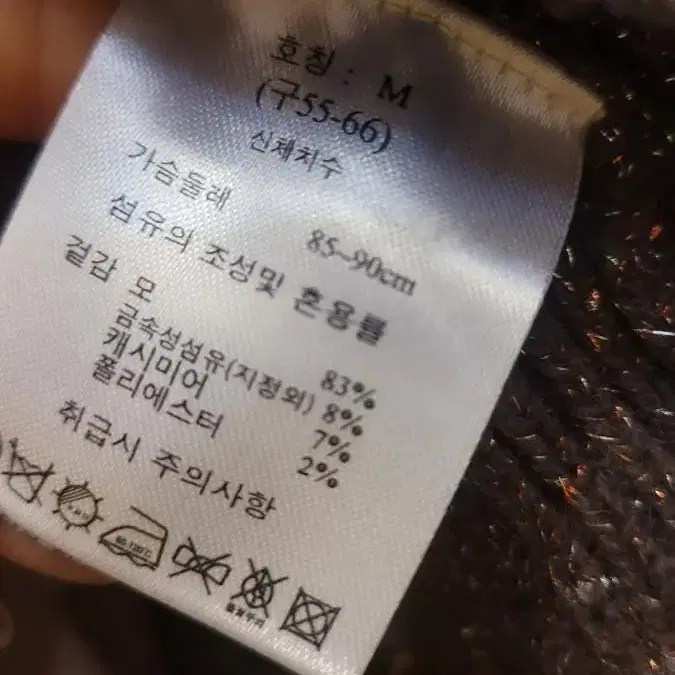 호칭 : M
(구55-66)
신체치수
가슴둘레 85~90cm
섬유의 조성및 혼용률
겉감 모 83%
금속성섬유(지정외) 8%
캐시미어 7%
폴리에스터 2%
취급시 주의사항